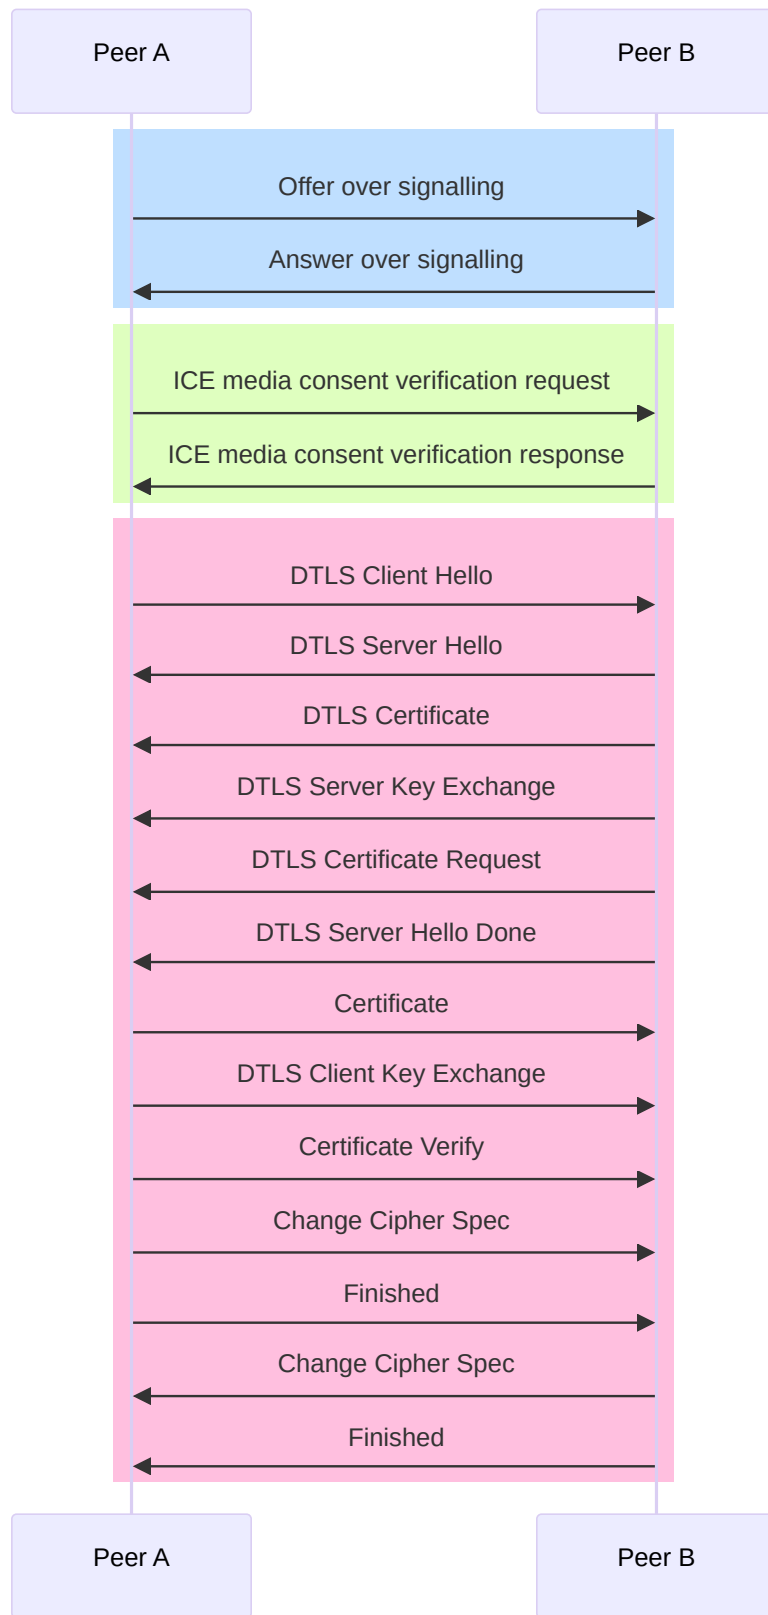 Peer A
Peer B
Offer over signalling
Answer over signalling
ICE media consent verification request
ICE media consent verification response
DTLS Client Hello
DTLS Server Hello
DTLS Certificate
DTLS Server Key Exchange
DTLS Certificate Request
DTLS Server Hello Done
Certificate
DTLS Client Key Exchange
Certificate Verify
Change Cipher Spec
Finished
Change Cipher Spec
Finished
Peer A
Peer B